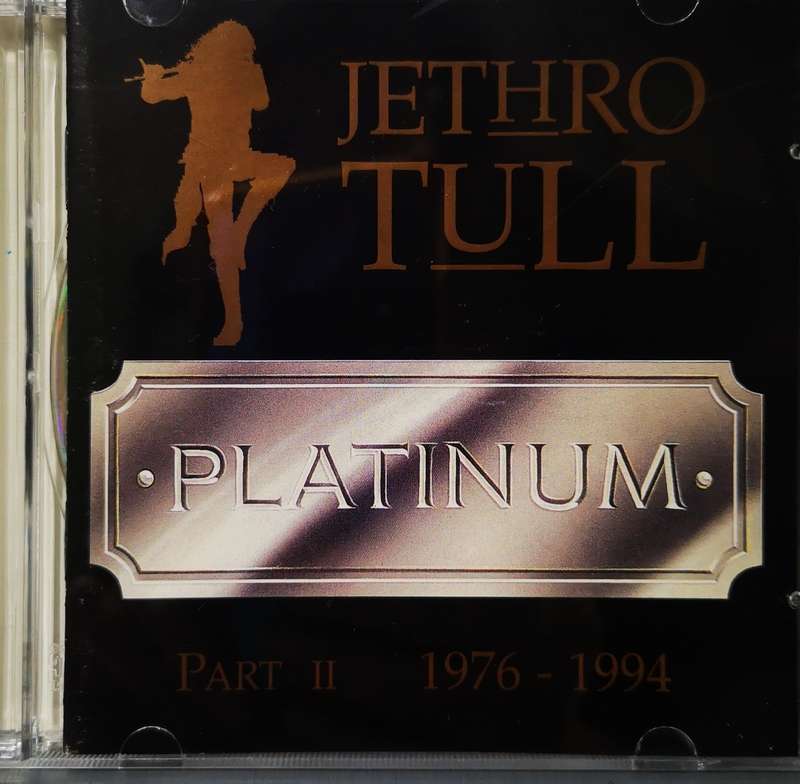 JETHRO
TULL
PLATINUM
PART II 1976 - 1994